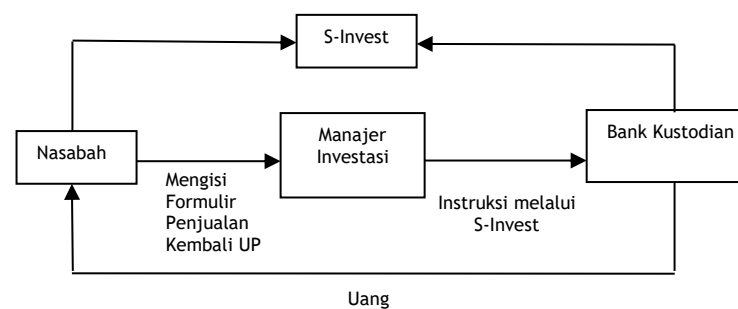 S-Invest
Nasabah
Manajer
Investasi
Bank Kustodian
Mengisi
Formulir
Penjualan
Kembali UP
Instruksi melalui
S-Invest
Uang